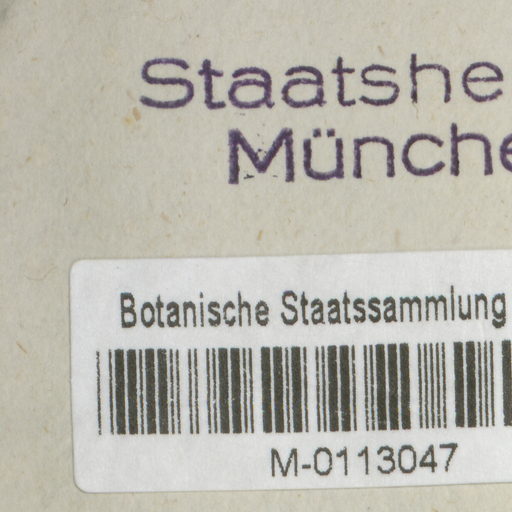 Staatshe
Münche
Botanische Staatssammlung
M-0113047